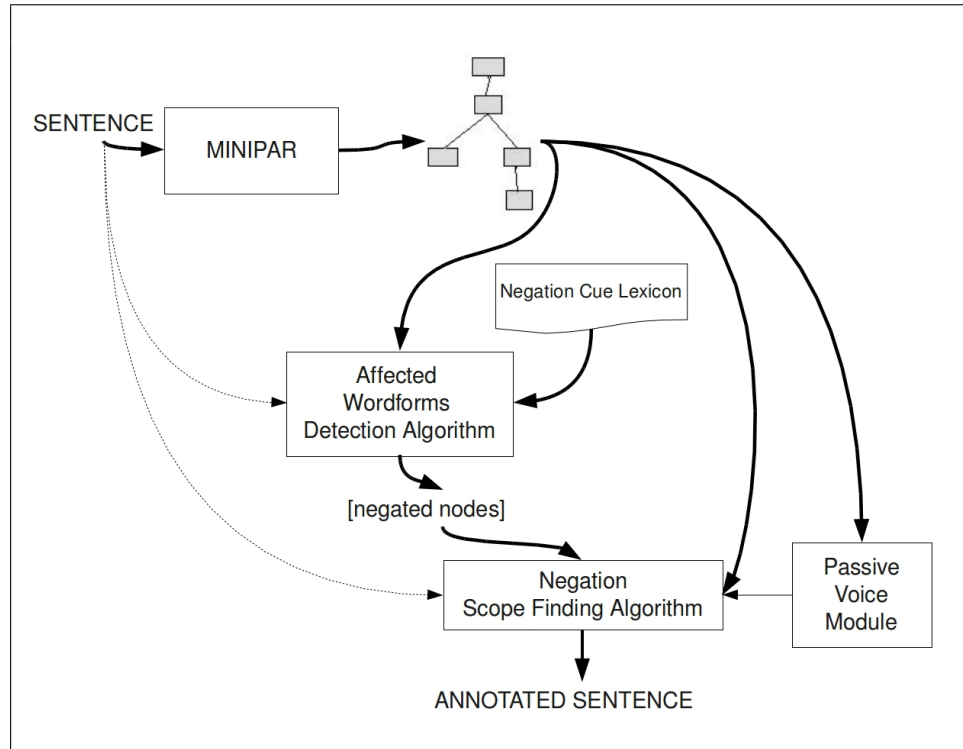 SENTENCE
MINIPAR
Negation Cue Lexicon
Affected
Wordforms
Detection Algorithm
[negated nodes]
Negation
Scope Finding Algorithm
Passive
Voice
Module
ANNOTATED SENTENCE